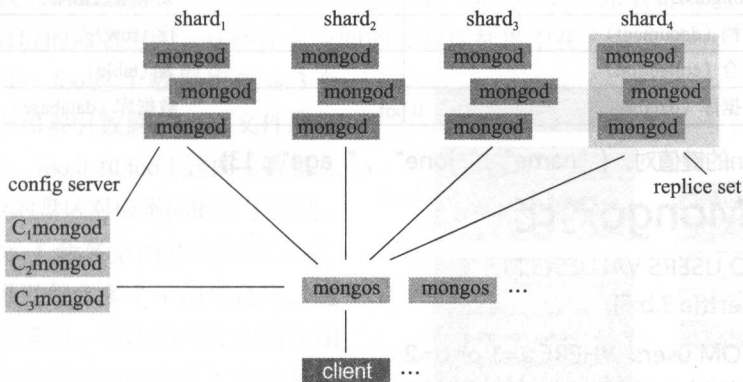 shard₁ shard₂ shard₃ shard₄
mongod mongod mongod mongod
mongod mongod mongod mongod
mongod mongod mongod mongod
config server
replice set
C₁mongod
C₂mongod
C₃mongod
mongos mongos …
client …